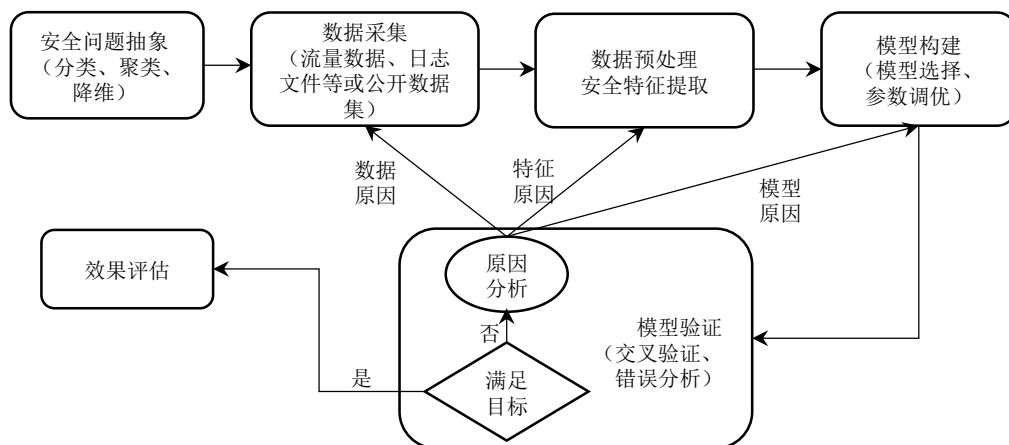 安全问题抽象
（分类、聚类、
降维）
数据采集
（流量数据、日志
文件等或公开数据
集）
数据预处理
安全特征提取
模型构建
（模型选择、
参数调优）
数据
原因
特征
原因
模型
原因
效果评估
原因
分析
否
模型验证
（交叉验证、
错误分析）
是
满足
目标